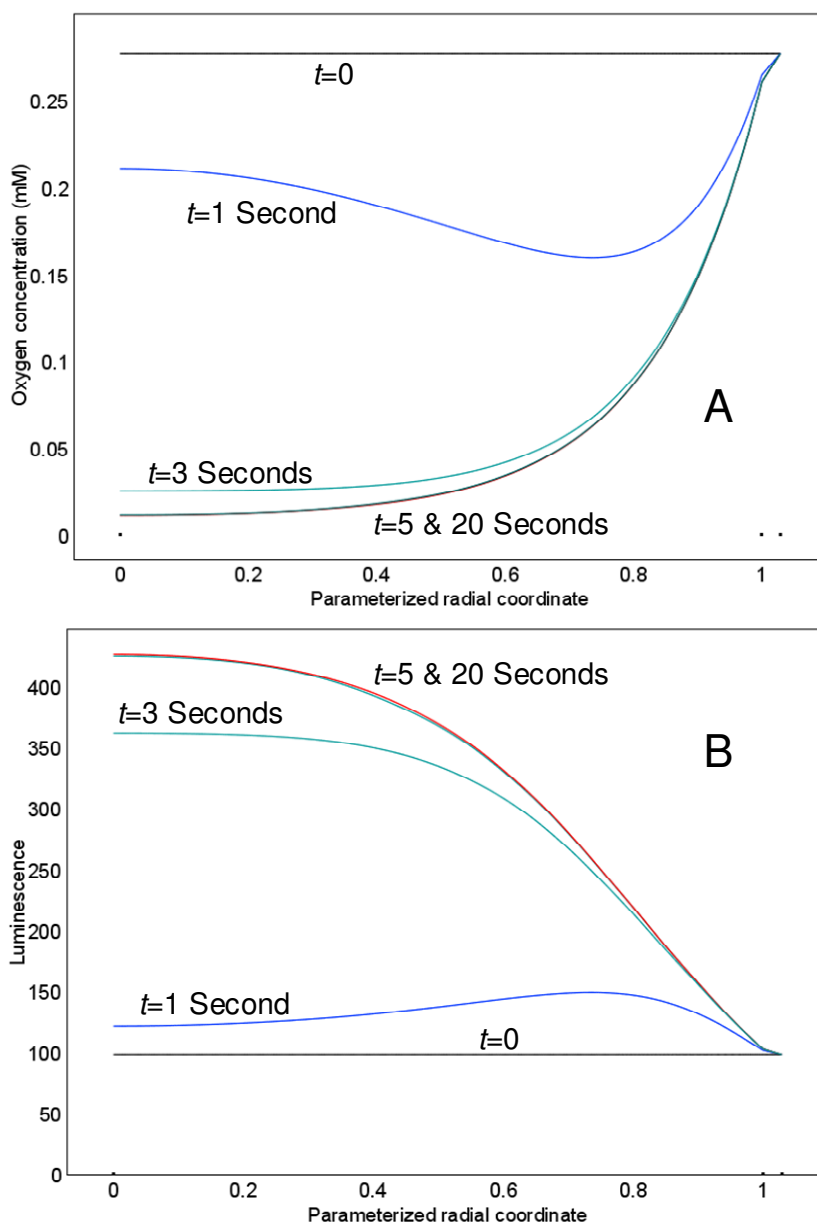 t=0
0.25
0.2
t=1 Second
0.15
Oxygen concentration (mM)
0.1
A
0.05
t=3 Seconds
t=5 & 20 Seconds
0
0 0.2 0.4 0.6 0.8 1
Parameterized radial coordinate
t=5 & 20 Seconds
400
t=3 Seconds
350
B
300
250
Luminescence
200
150
t=1 Second
t=0
100
50
0
0 0.2 0.4 0.6 0.8 1
Parameterized radial coordinate